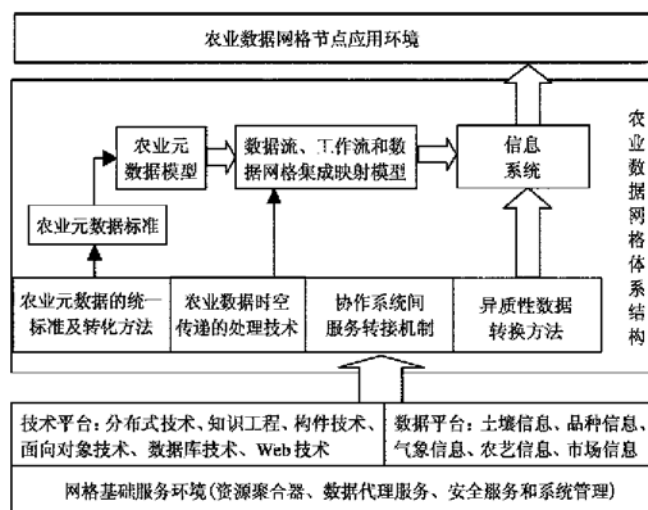 农业数据网格节点应用环境
农业元
数据模型
数据流、工作流和数
据网格集成映射模型
信息
系统
农业数据网格体系结构
农业元数据标准
农业元数据的统一
标准及转化方法
农业数据时空
传递的处理技术
协作系统间
服务转接机制
异质性数据
转换方法
技术平台:分布式技术、知识工程、构件技术、
面向对象技术、数据库技术、Web 技术
数据平台:土壤信息、品种信息、
气象信息、农艺信息、市场信息
网格基础服务环境(资源聚合器、数据代理服务、安全服务和系统管理)